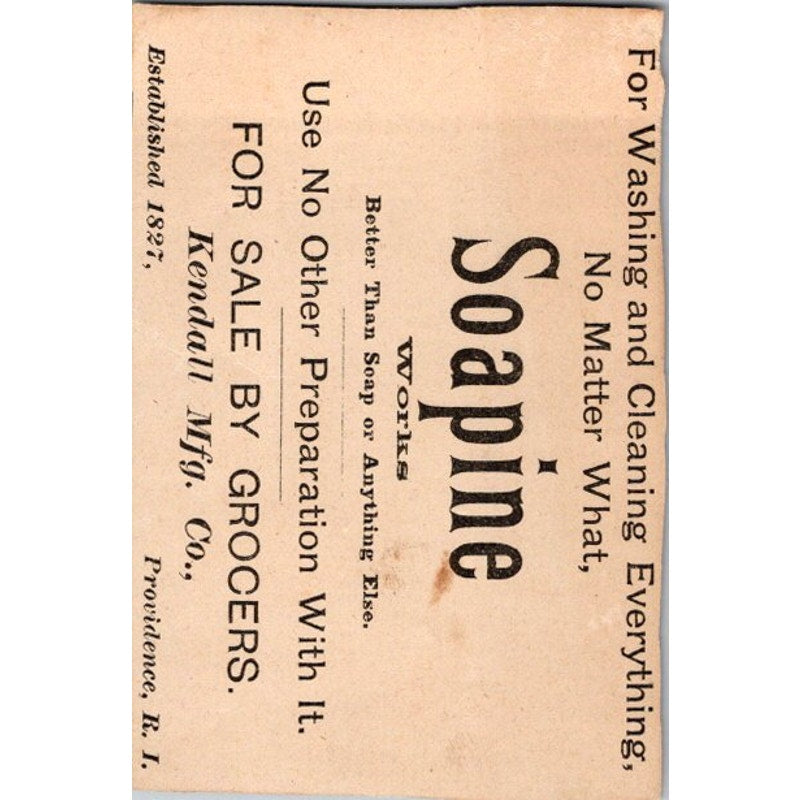 For Washing and Cleaning Everything,
No Matter What,
Soapine
Works
Better Than Soap or Anything Else.
Use No Other Preparation With It.
FOR SALE BY GROCERS.
Kendall Mfg. Co.,
Established 1827, Providence, R. I.